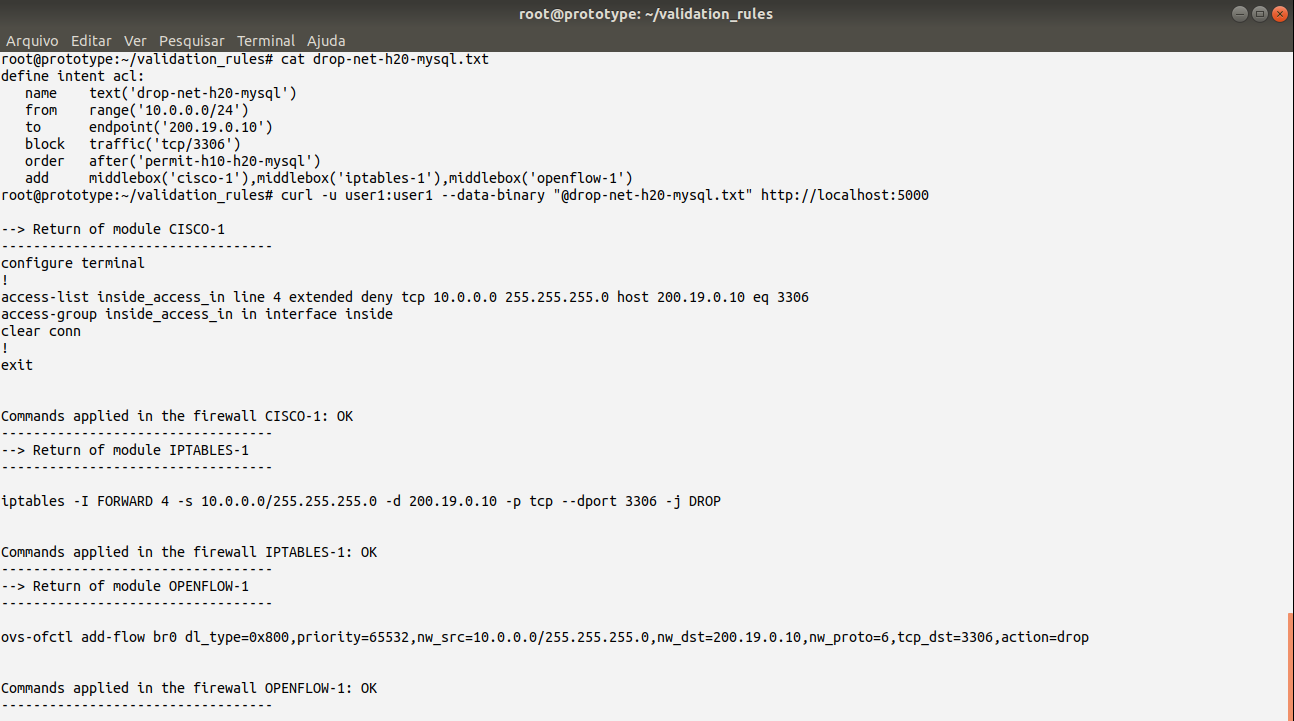 root@prototype: ~/validation_rules
Arquivo Editar Ver Pesquisar Terminal Ajuda
root@prototype:~/validation_rules# cat drop-net-h20-mysql.txt
define intent acl:
   name    text('drop-net-h20-mysql')
   from    range('10.0.0.0/24')
   to      endpoint('200.19.0.10')
   block   traffic('tcp/3306')
   order   after('permit-h10-h20-mysql')
   add     middlebox('cisco-1'),middlebox('iptables-1'),middlebox('openflow-1')
root@prototype:~/validation_rules# curl -u user1:user1 --data-binary "@drop-net-h20-mysql.txt" http://localhost:5000
--> Return of module CISCO-1
----------------------------------
configure terminal
!
access-list inside_access_in line 4 extended deny tcp 10.0.0.0 255.255.255.0 host 200.19.0.10 eq 3306
access-group inside_access_in in interface inside
clear conn
!
exit
Commands applied in the firewall CISCO-1: OK
----------------------------------
--> Return of module IPTABLES-1
----------------------------------
iptables -I FORWARD 4 -s 10.0.0.0/255.255.255.0 -d 200.19.0.10 -p tcp --dport 3306 -j DROP
Commands applied in the firewall IPTABLES-1: OK
----------------------------------
--> Return of module OPENFLOW-1
----------------------------------
ovs-ofctl add-flow br0 dl_type=0x800,priority=65532,nw_src=10.0.0.0/255.255.255.0,nw_dst=200.19.0.10,nw_proto=6,tcp_dst=3306,action=drop
Commands applied in the firewall OPENFLOW-1: OK
----------------------------------